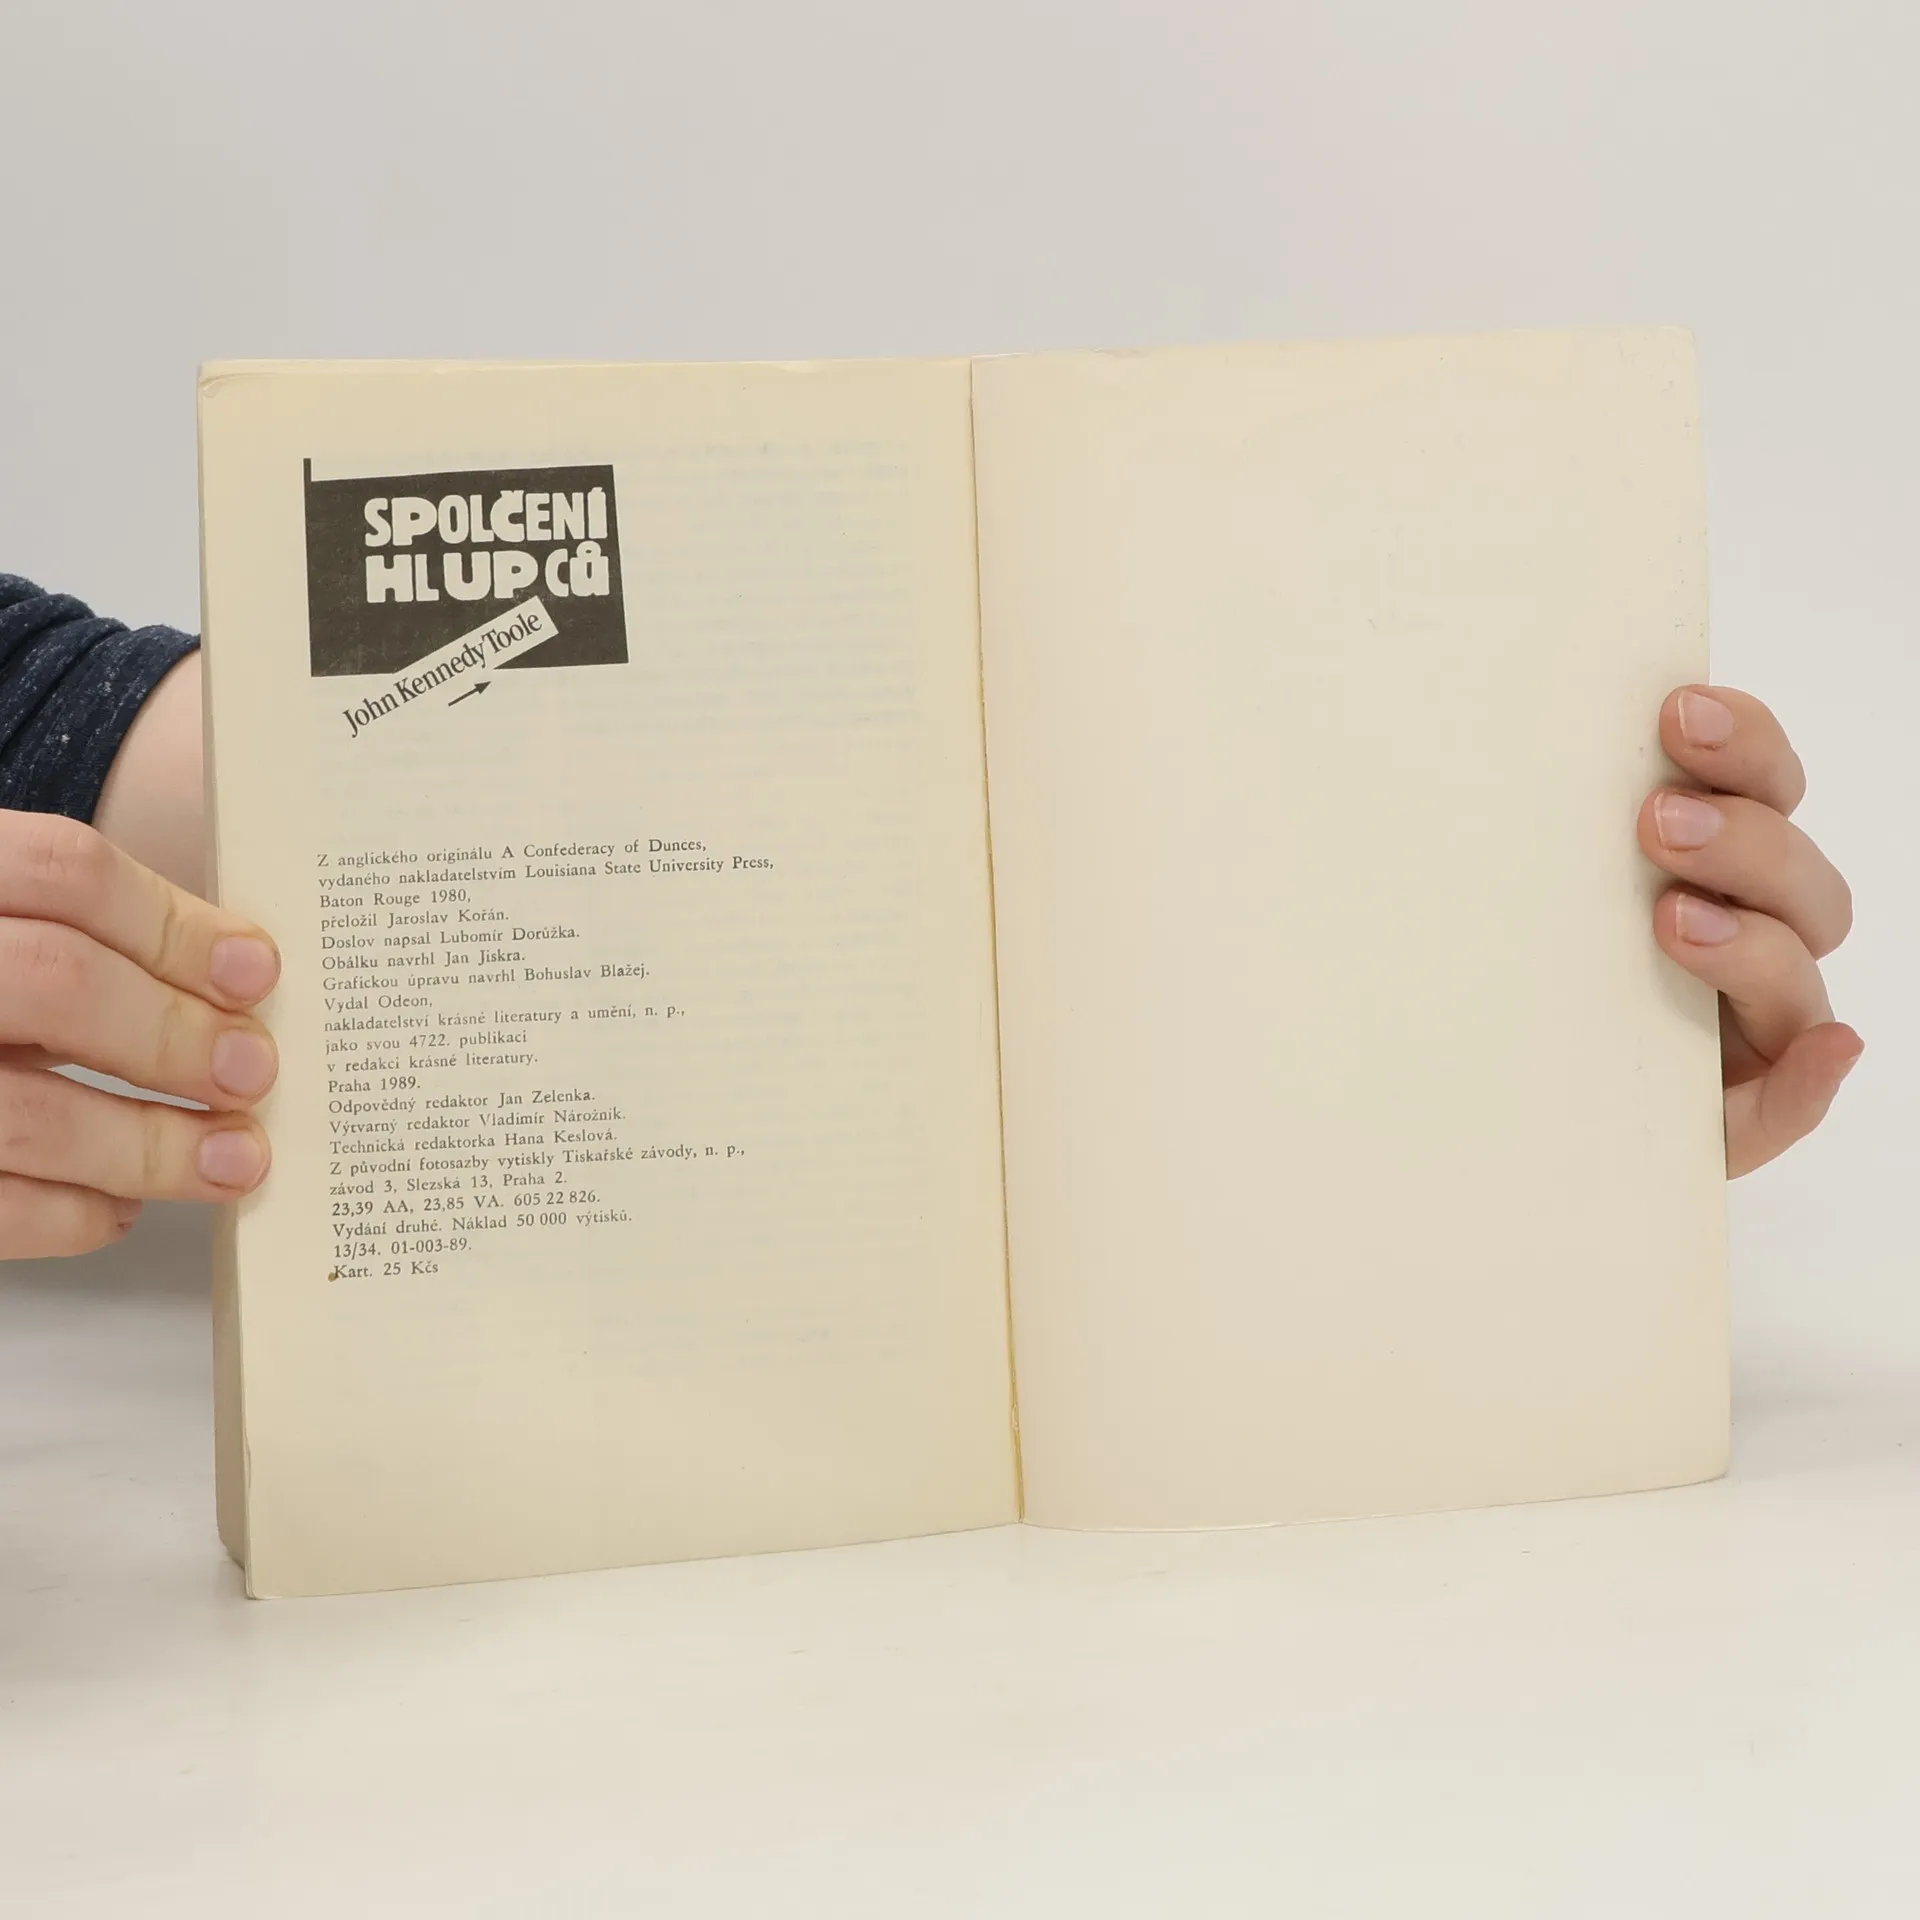 SPOLČENÍ
HLUPCŮ
John Kennedy Toole
Z anglického originálu A Confederacy of Dunces,
vydaného nakladatelstvím Louisiana State University Press,
Baton Rouge 1980,
přeložil Jaroslav Kořán.
Doslov napsal Lubomír Dorůžka.
Obálku navrhl Jan Jiskra.
Grafickou úpravu navrhl Bohuslav Blažej.
Vydal Odeon,
nakladatelství krásné literatury a umění, n. p.,
jako svou 4722. publikaci
v redakci krásné literatury.
Praha 1989.
Odpovědný redaktor Jan Zelenka.
Výtvarný redaktor Vladimír Nárožník.
Technická redaktorka Hana Keslová.
Z původní fotosazby vytiskly Tiskařské závody, n. p.,
závod 3, Slezská 13, Praha 2.
23,39 AA, 23,85 VA. 605 22 826.
Vydání druhé. Náklad 50 000 výtisků.
13/34. 01-003-89.
Kart. 25 Kčs